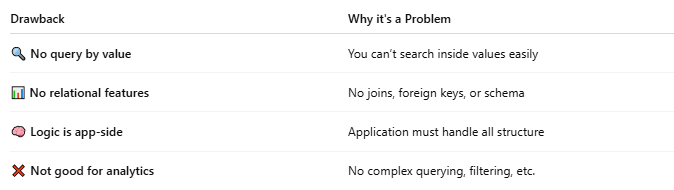 Drawback Why it's a Problem
🔍 No query by value You can't search inside values easily
📊 No relational features No joins, foreign keys, or schema
🧠 Logic is app-side Application must handle all structure
❌ Not good for analytics No complex querying, filtering, etc.